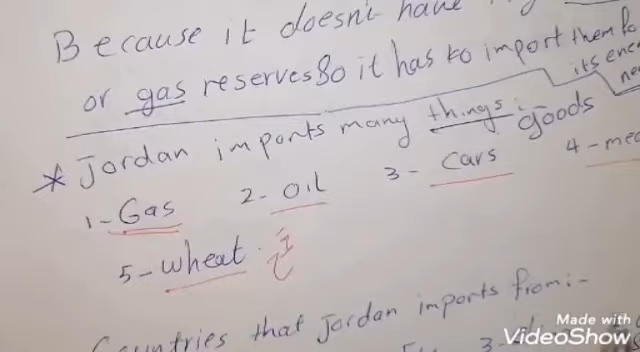 Because it doesn't have
or gas reserves So it has to import them
its
* Jordan imports many things. goods
1- Gas 2- Oil 3- Cars 4-
5- wheat.
Countries that Jordan imports from:-
3-
Made with
VideoShow